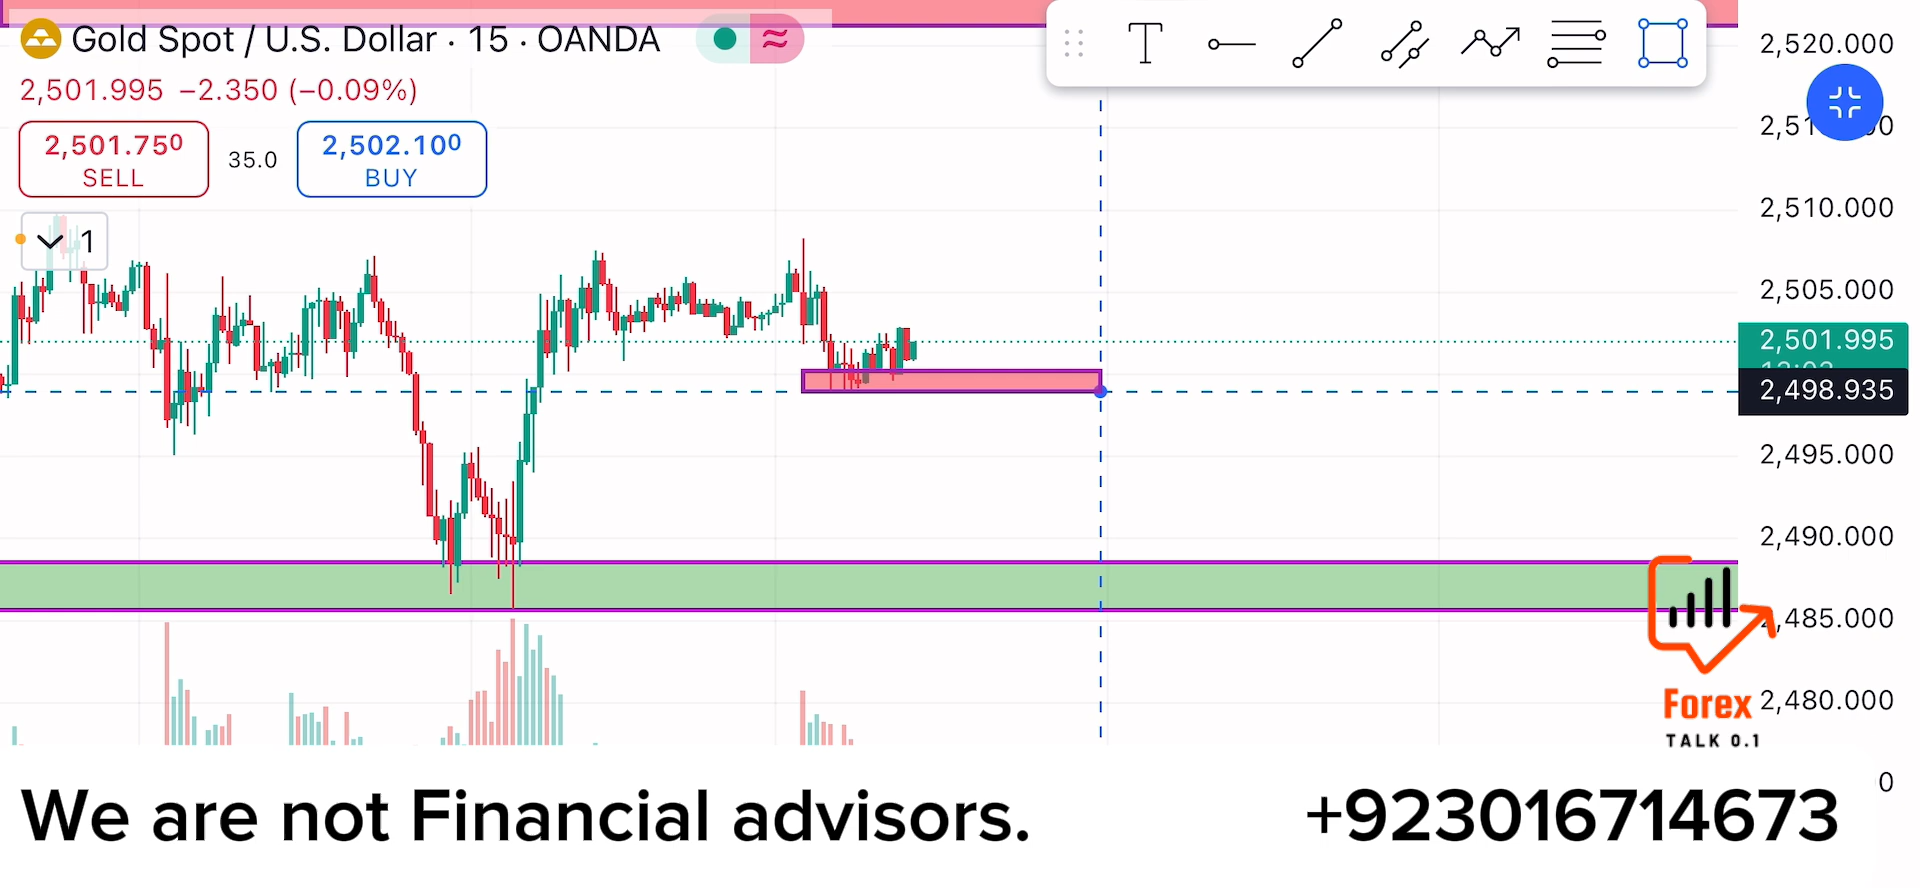 Gold Spot / U.S. Dollar · 15 · OANDA
2,501.995 −2.350 (−0.09%)
2,501.750
SELL
35.0
2,502.100
BUY
1
T
2,520.000
2,510.000
2,505.000
2,501.995
2,498.935
2,495.000
2,490.000
2,485.000
2,480.000
Forex
TALK 0.1
0
We are not Financial advisors.
+923016714673